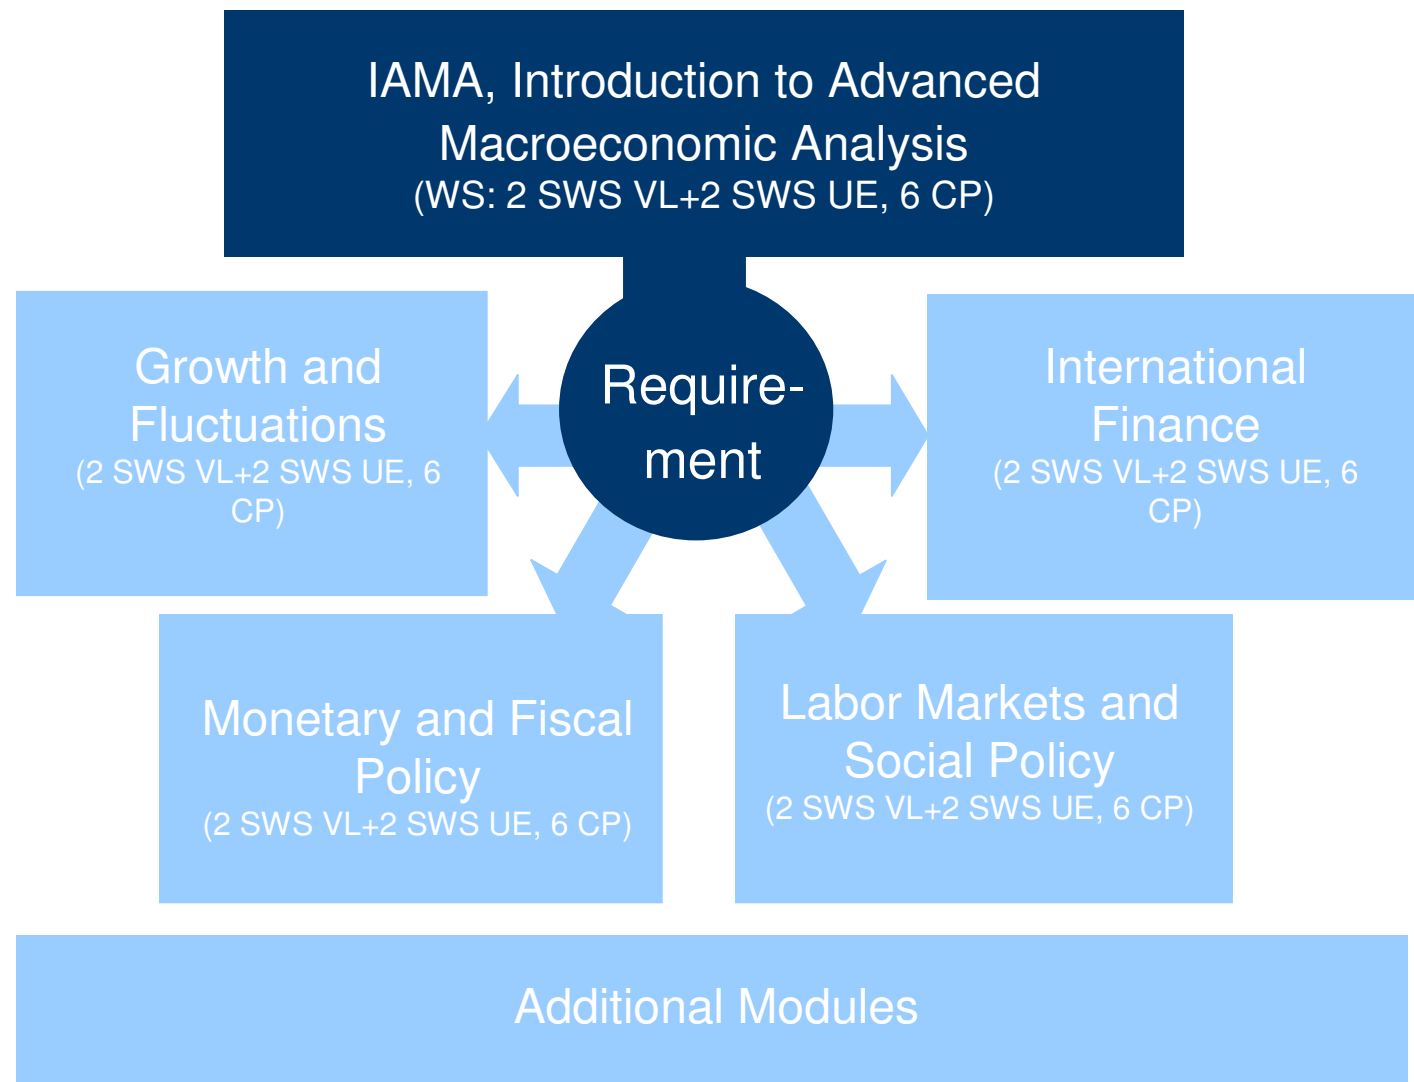 IAMA, Introduction to Advanced
Macroeconomic Analysis
(WS: 2 SWS VL+2 SWS UE, 6 CP)
Require-
ment
Growth and
Fluctuations
(2 SWS VL+2 SWS UE, 6
CP)
International
Finance
(2 SWS VL+2 SWS UE, 6
CP)
Monetary and Fiscal
Policy
(2 SWS VL+2 SWS UE, 6 CP)
Labor Markets and
Social Policy
(2 SWS VL+2 SWS UE, 6 CP)
Additional Modules